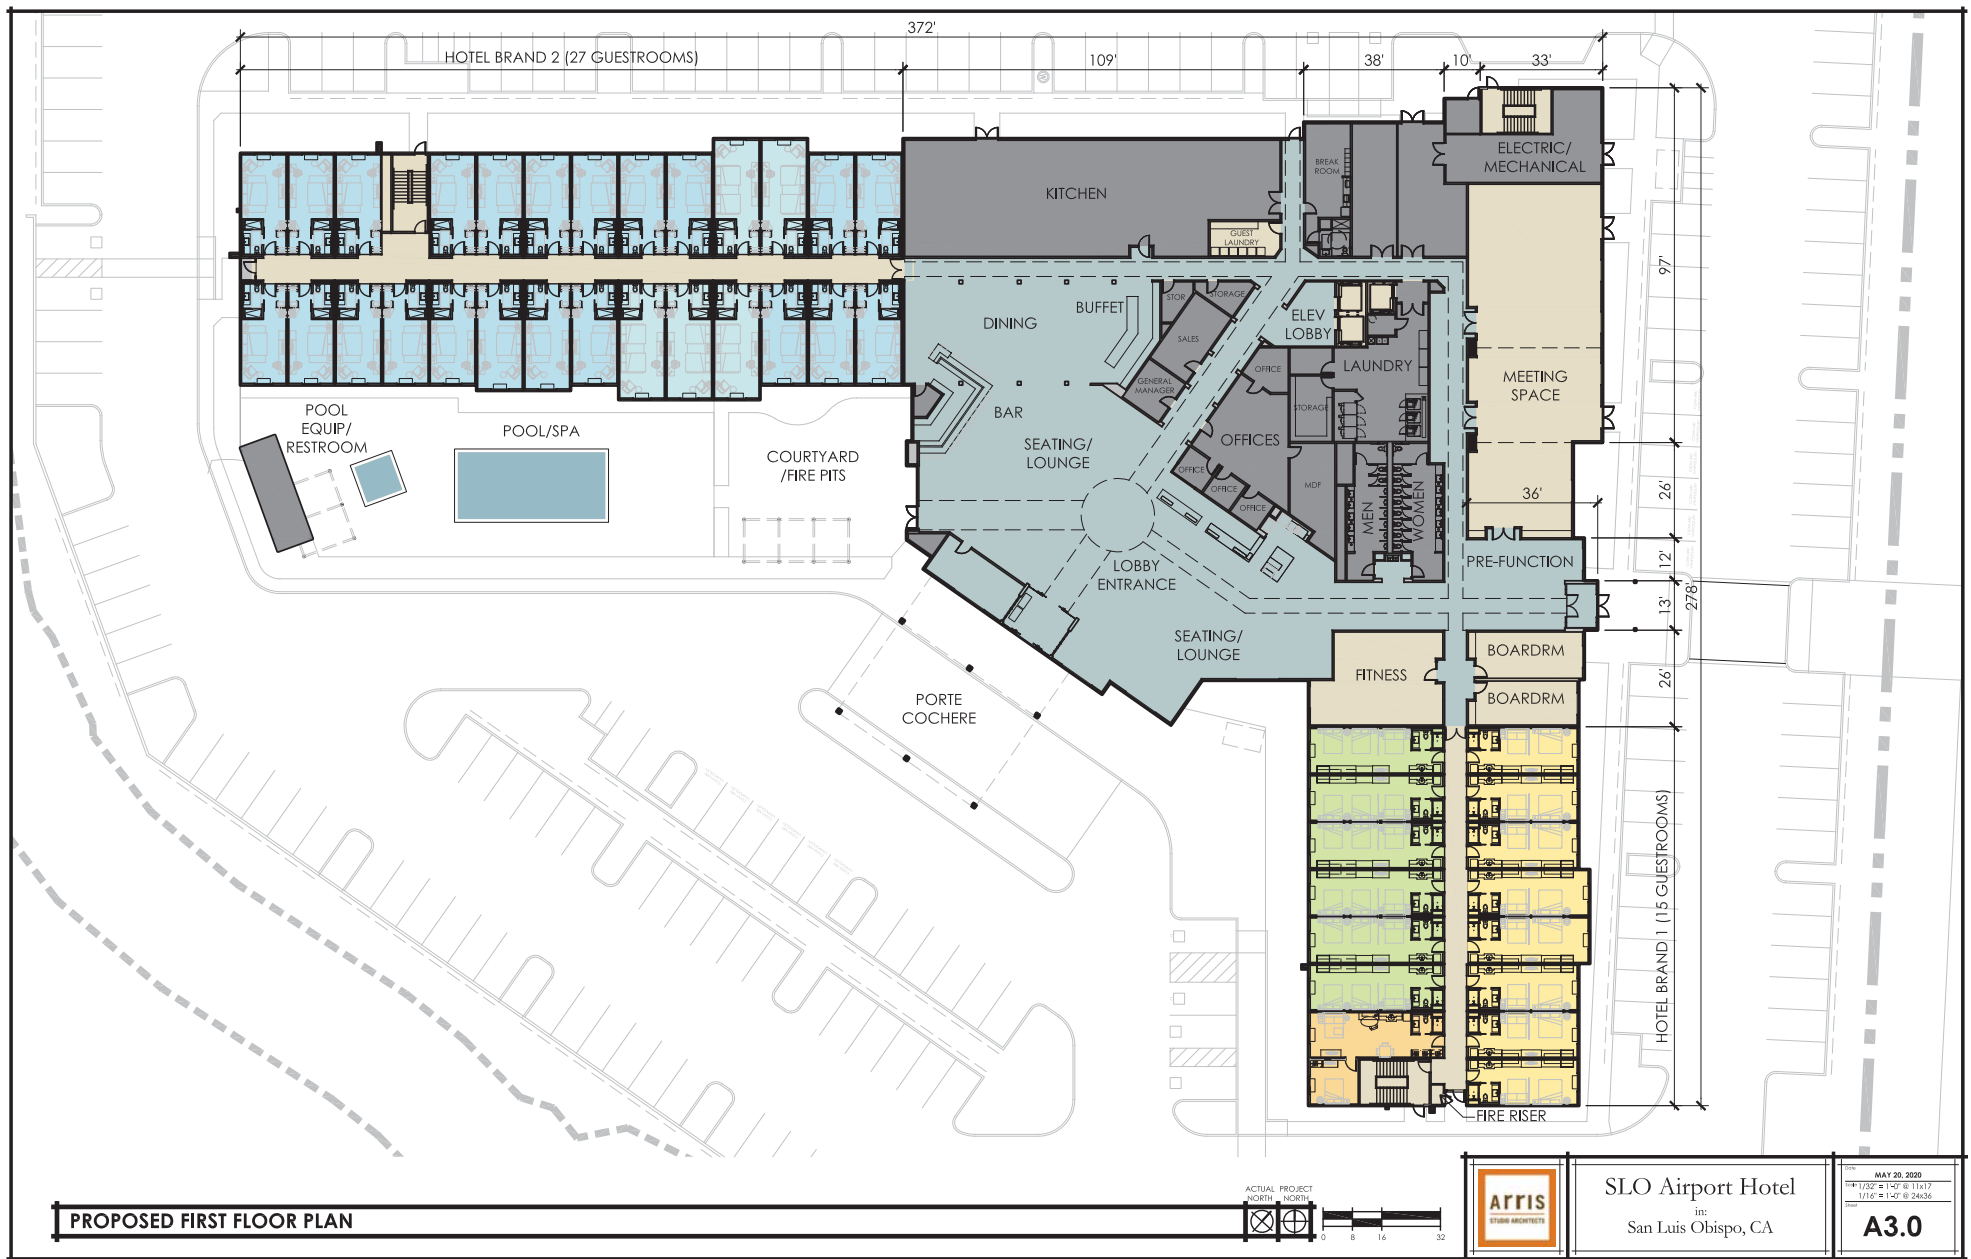 372'
HOTEL BRAND 2 (27 GUESTROOMS)
109'
38'
10'
33'
KITCHEN
GUEST
LAUNDRY
BREAK
ROOM
ELECTRIC/
MECHANICAL
97'
DINING
BUFFET
STOR
STORAGE
SALES
GENERAL
MANAGER
ELEV
LOBBY
LAUNDRY
OFFICE
STORAGE
OFFICES
OFFICE
OFFICE
OFFICE
MDF
MEN
WOMEN
MEETING
SPACE
BAR
SEATING/
LOUNGE
POOL
EQUIP/
RESTROOM
POOL/SPA
COURTYARD
/FIRE PITS
36'
26'
12'
13'
278'
26'
PRE-FUNCTION
LOBBY
ENTRANCE
SEATING/
LOUNGE
FITNESS
BOARDRM
BOARDRM
PORTE
COCHERE
HOTEL BRAND 1 (15 GUESTROOMS)
FIRE RISER
PROPOSED FIRST FLOOR PLAN
ACTUAL
NORTH
PROJECT
NORTH
0 8 16 32
ARRIS
STUDIO ARCHITECTS
SLO Airport Hotel
in:
San Luis Obispo, CA
Date
MAY 20, 2020
Scale 1/32" = 1'-0" @ 11x17
1/16" = 1'-0" @ 24x36
Sheet
A3.0